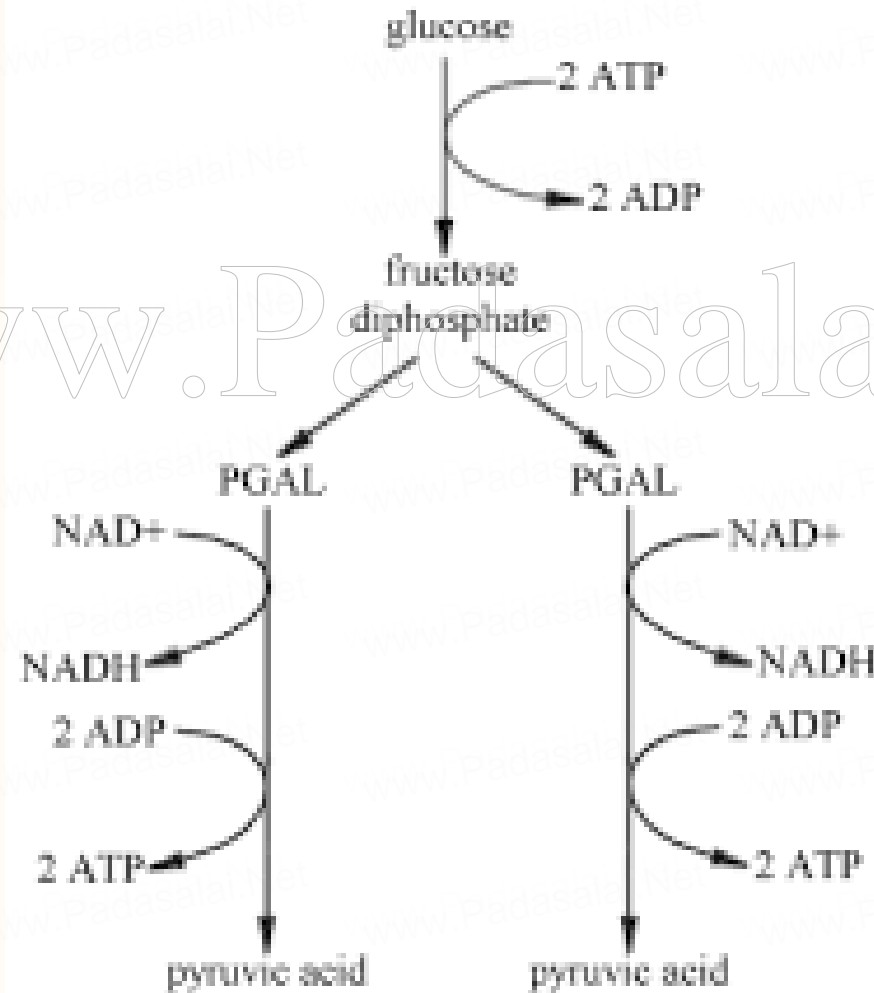 glucose
2 ATP
2 ADP
fructose
diphosphate
PGAL PGAL
NAD+ NAD+
NADH NADH
2 ADP 2 ADP
2 ATP 2 ATP
pyruvic acid pyruvic acid
www.Padasalai.Net